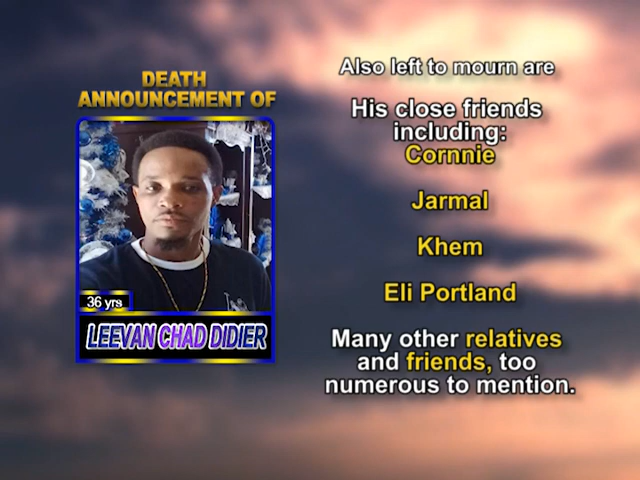 DEATH
ANNOUNCEMENT OF
36 yrs
LEEVAN CHAD DIDIER
Also left to mourn are
His close friends
including:
Cornnie
Jarmal
Khem
Eli Portland
Many other relatives
and friends, too
numerous to mention.